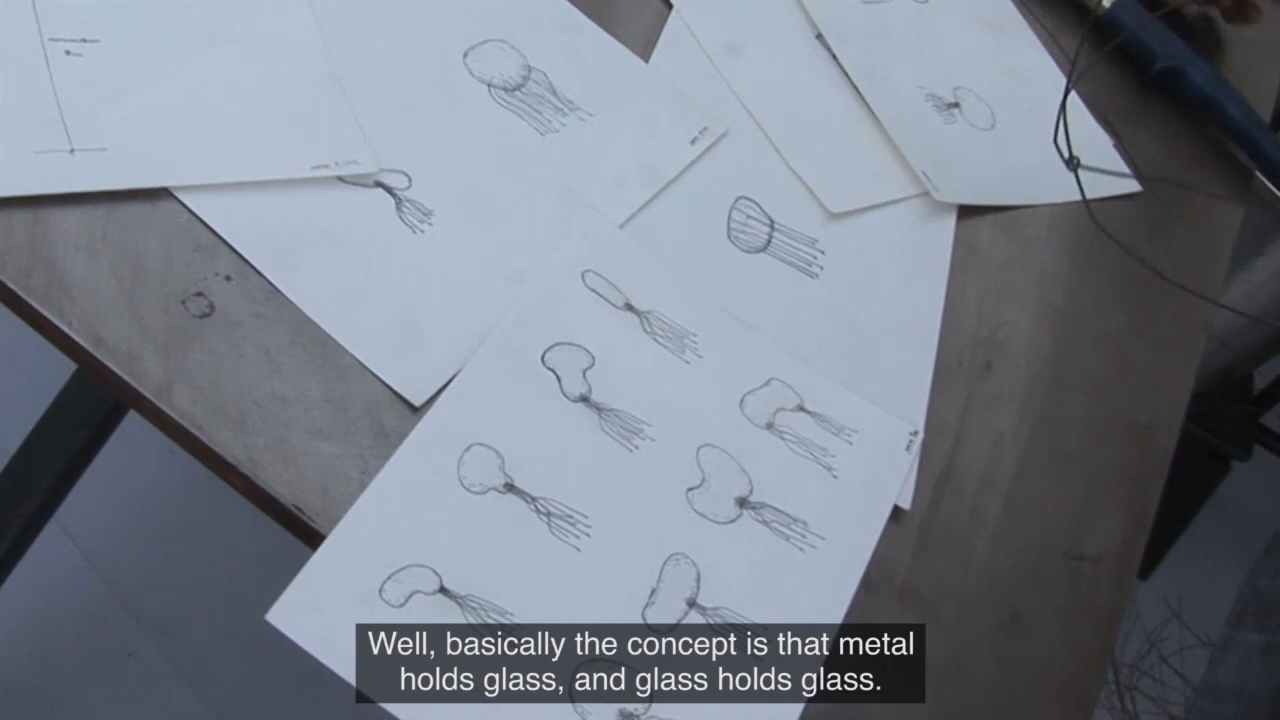 Well, basically the concept is that metal
holds glass, and glass holds glass.